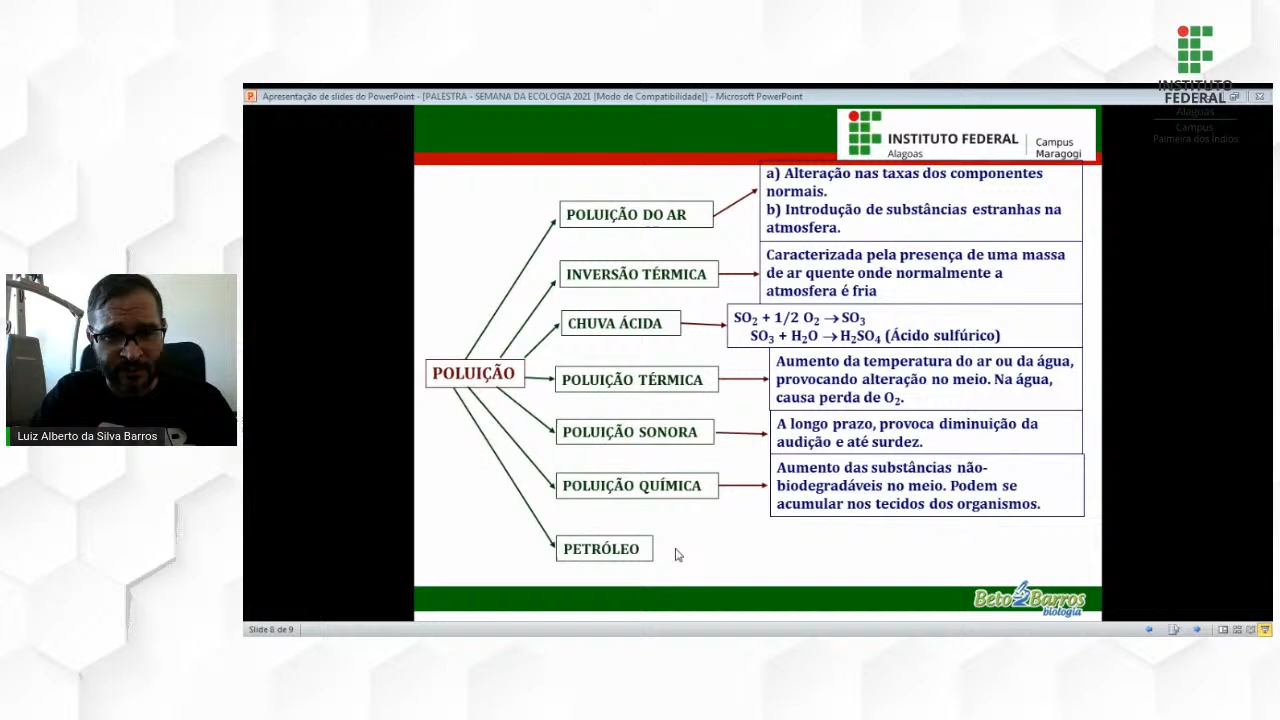 INSTITUTO
FEDERAL
Alagoas
Campus
Palmeira dos Índios
Apresentação de slides do PowerPoint - [PALESTRA - SEMANA DA ECOLOGIA 2021 [Modo de Compatibilidade]] - Microsoft PowerPoint
INSTITUTO FEDERAL
Alagoas
Campus
Maragogi
POLUIÇÃO
POLUIÇÃO DO AR
a) Alteração nas taxas dos componentes
normais.
b) Introdução de substâncias estranhas na
atmosfera.
INVERSÃO TÉRMICA
Caracterizada pela presença de uma massa
de ar quente onde normalmente a
atmosfera é fria
CHUVA ÁCIDA
SO₂ + 1/2 O₂ → SO₃
SO₃ + H₂O → H₂SO₄ (Ácido sulfúrico)
POLUIÇÃO TÉRMICA
Aumento da temperatura do ar ou da água,
provocando alteração no meio. Na água,
causa perda de O₂.
POLUIÇÃO SONORA
A longo prazo, provoca diminuição da
audição e até surdez.
POLUIÇÃO QUÍMICA
Aumento das substâncias não-
biodegradáveis no meio. Podem se
acumular nos tecidos dos organismos.
PETRÓLEO
Beto Barros
biologia
Luiz Alberto da Silva Barros
Slide 8 de 9